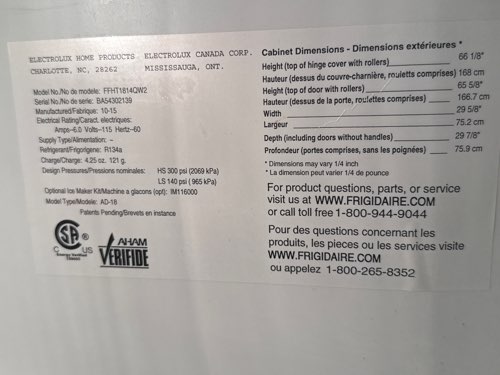 ELECTROLUX HOME PRODUCTS  ELECTROLUX CANADA CORP.
CHARLOTTE, NC, 28262  MISSISSAUGA, ONT.
Model No./No de modele: FFHT1814QW2
Serial No./No de serie: BA54302139
Manufactured/Fabrique: 10-15
Electrical Rating/Caract. electriques:
Amps–6.0 Volts–115 Hertz–60
Supply Type/Alimentation: -
Refrigerant/Frigorigene: R134a
Charge/Charge: 4.25 oz. 121 g.
Design Pressures/Pressions nominales: HS 300 psi (2069 kPa)
LS 140 psi ( 965 kPa)
Optional Ice Maker Kit/Machine a glacons (opt): IM116000
Model Type/Modele: AD-18
Patents Pending/Brevets en instance
CSA
C US
Energy Verified
AHAM
VERIFIDE
Cabinet Dimensions - Dimensions extérieures *
Height (top of hinge cover with rollers) 66 1/8"
Hauteur (dessus du couvre-charnière, roulettes comprises) 168 cm
Height (top of door with rollers) 65 5/8"
Hauteur (dessus de la porte, roulettes comprises) 166.7 cm
Width 29 5/8"
Largeur 75.2 cm
Depth (including doors without handles) 29 7/8"
Profondeur (portes comprises, sans les poignées) 75.9 cm
* Dimensions may vary 1/4 inch
* La dimension peut varier 1/4 de pounce
For product questions, parts, or service
visit us at WWW.FRIGIDAIRE.COM
or call toll free 1-800-944-9044
Pour des questions concernant les
produits, les pieces ou les services visite
WWW.FRIGIDAIRE.COM
ou appelez 1-800-265-8352